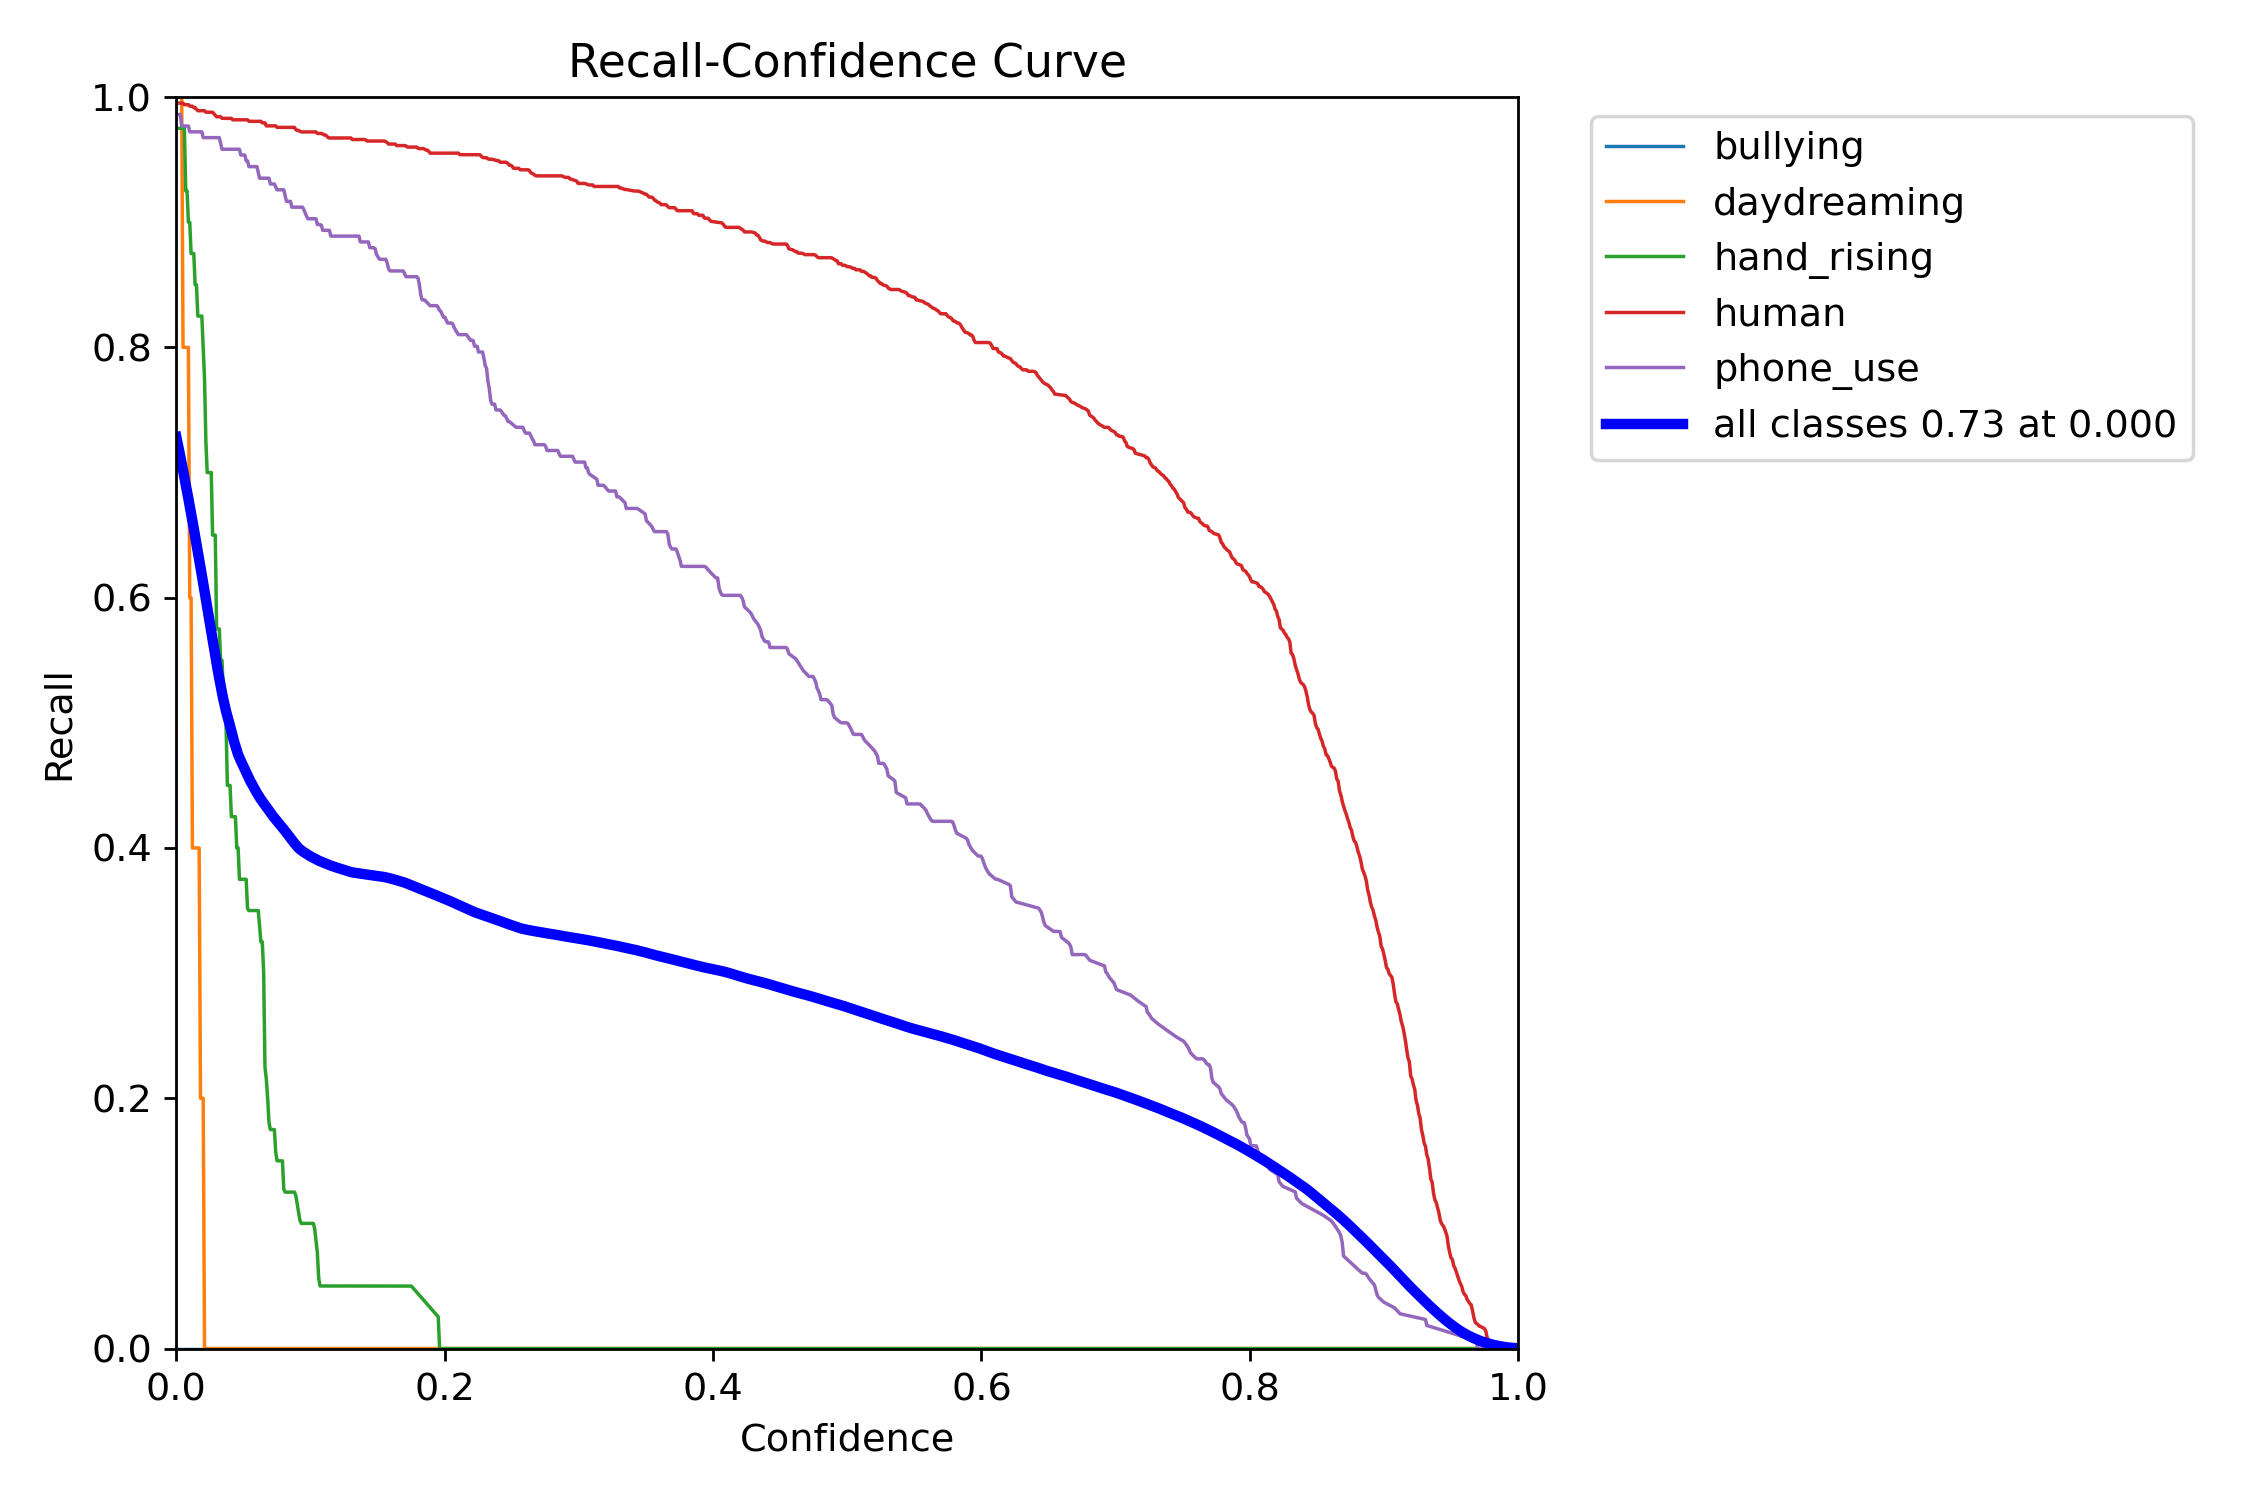 Recall-Confidence Curve
1.0
0.8
0.6
0.4
0.2
0.0
Recall
0.0 0.2 0.4 0.6 0.8 1.0
Confidence
bullying
daydreaming
hand_rising
human
phone_use
all classes 0.73 at 0.000